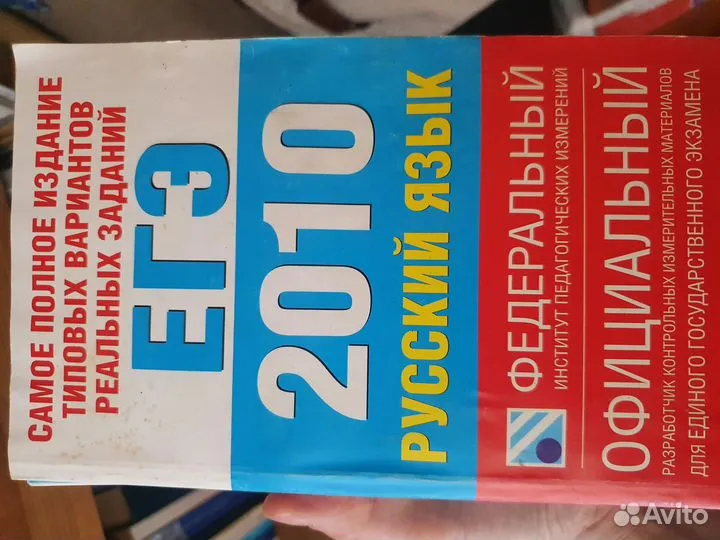 САМОЕ ПОЛНОЕ ИЗДАНИЕ
ТИПОВЫХ ВАРИАНТОВ
РЕАЛЬНЫХ ЗАДАНИЙ
ЕГЭ
2010
РУССКИЙ ЯЗЫК
ФЕДЕРАЛЬНЫЙ
ИНСТИТУТ ПЕДАГОГИЧЕСКИХ ИЗМЕРЕНИЙ
ОФИЦИАЛЬНЫЙ
РАЗРАБОТЧИК КОНТРОЛЬНЫХ ИЗМЕРИТЕЛЬНЫХ МАТЕРИАЛОВ
ДЛЯ ЕДИНОГО ГОСУДАРСТВЕННОГО ЭКЗАМЕНА
Avito